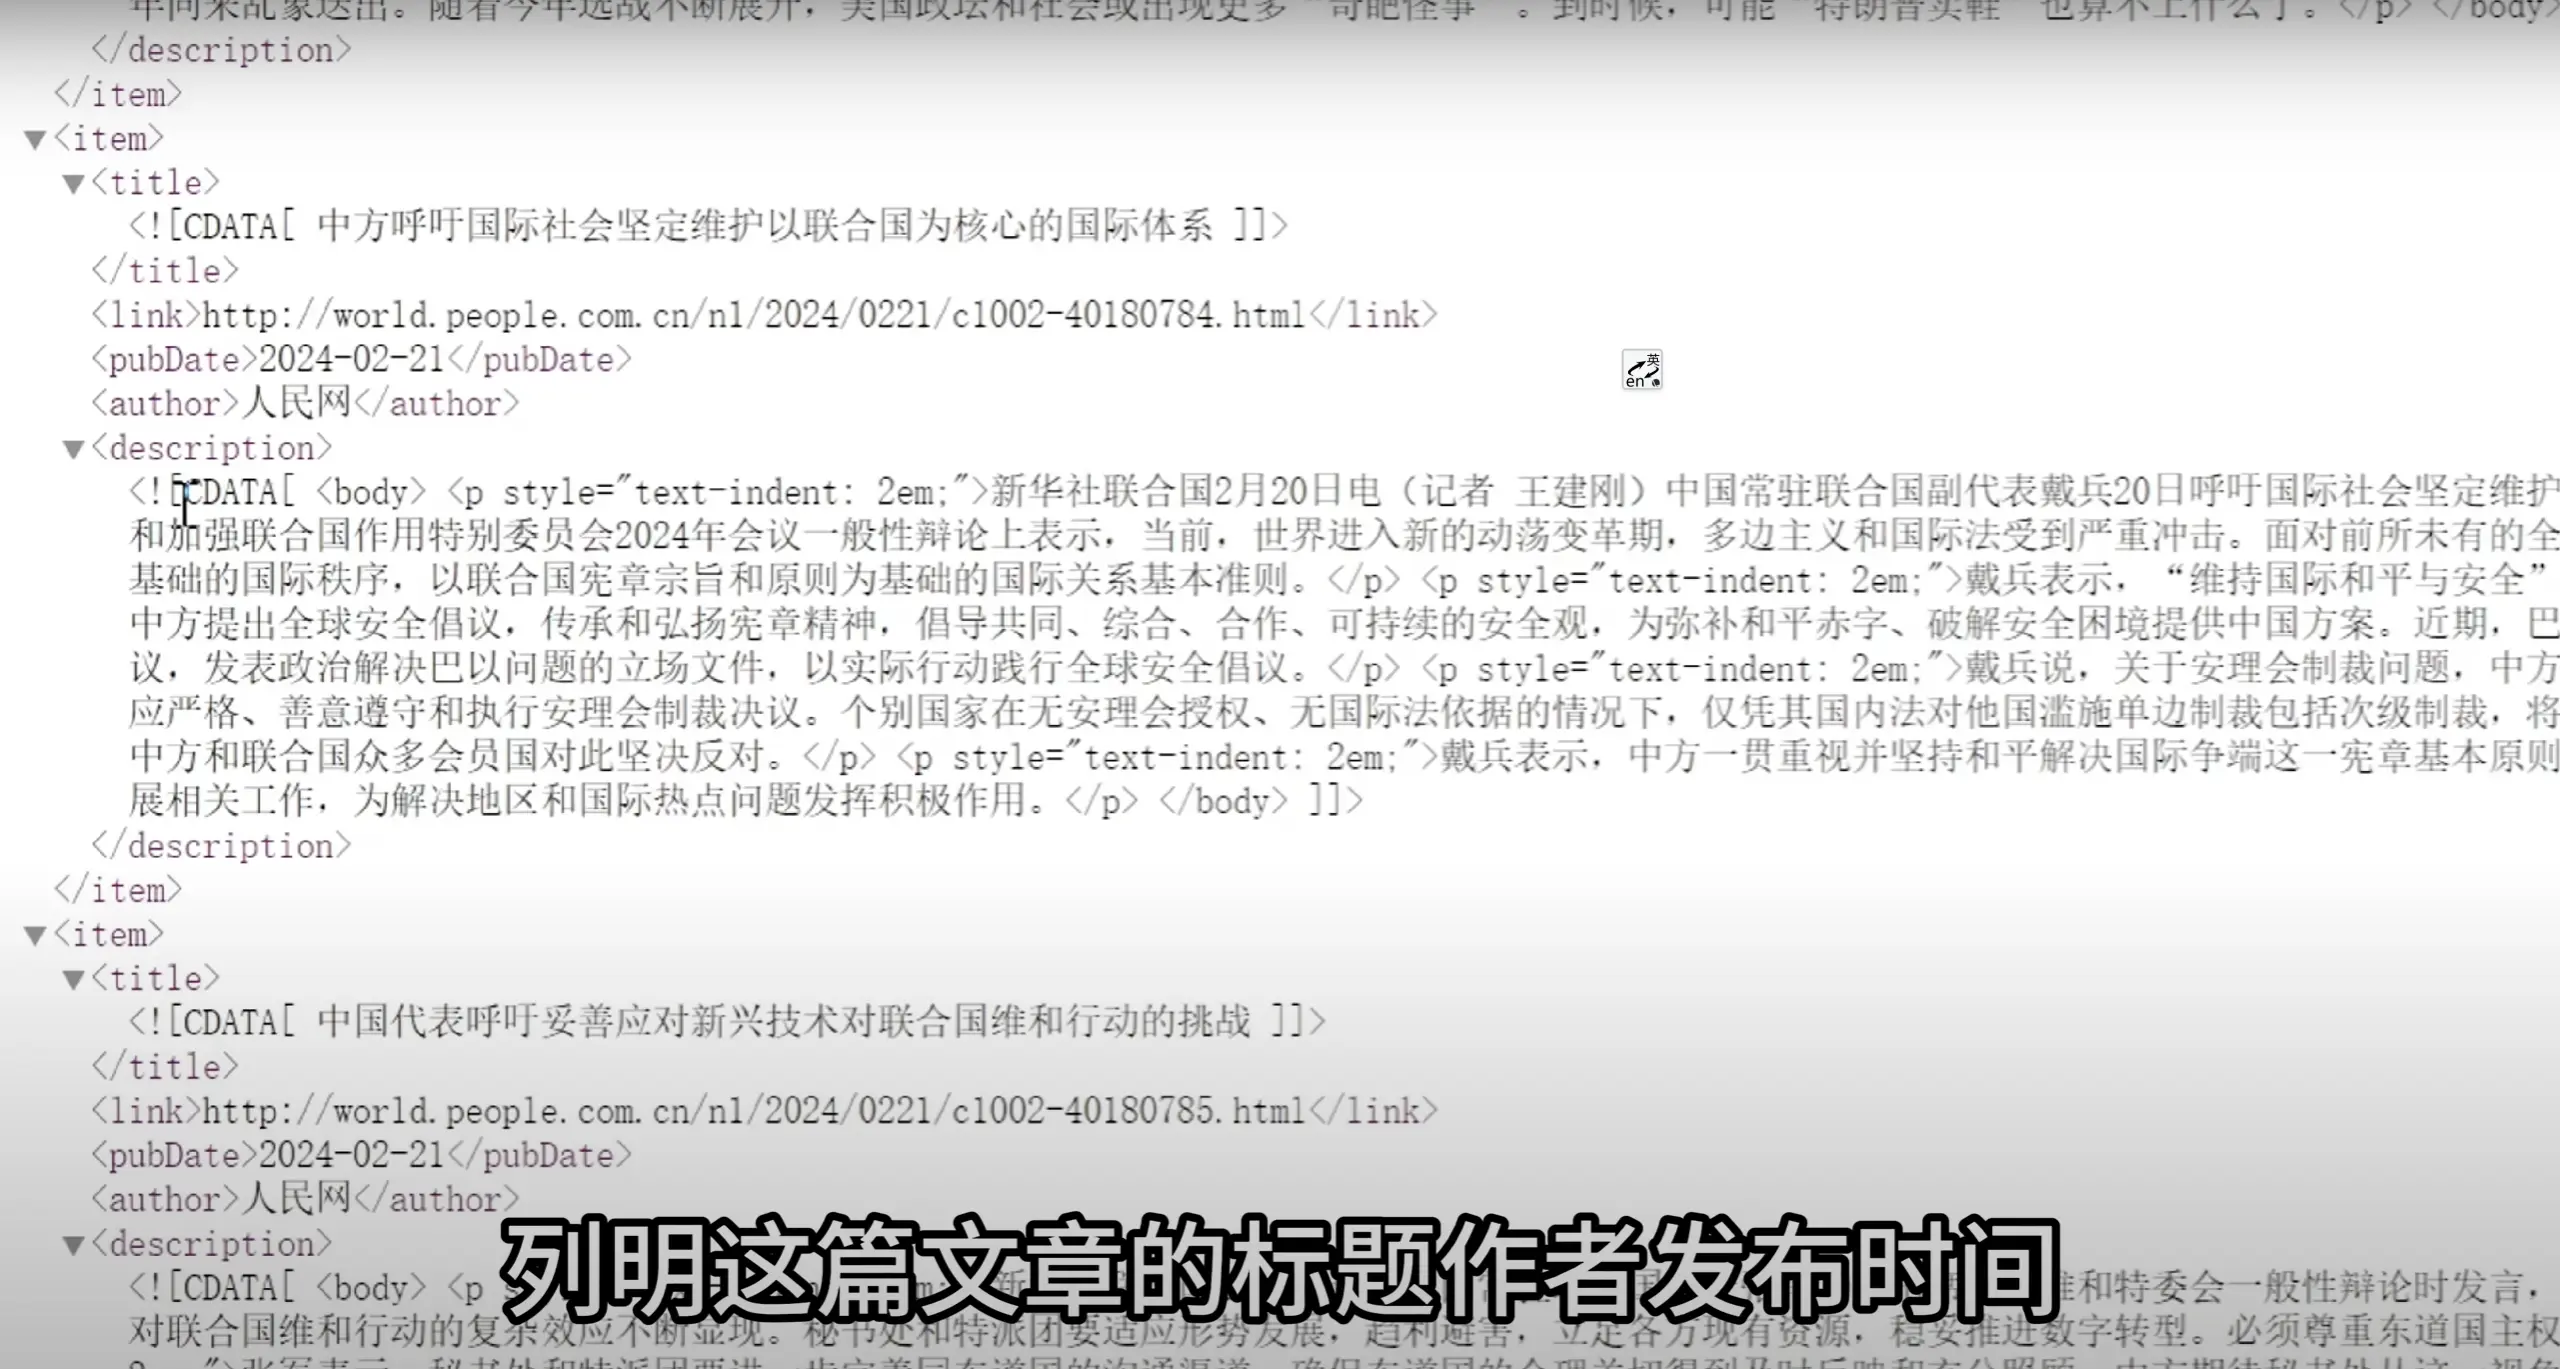 年间来乱象迭出。随着今年选战不断展开，美国政坛和社会或出现更多“奇葩怪事”。到时候，可能“特朗普卖鞋”也算不上什么了。</p> </body>
</description>
</item>
▼<item>
▼<title>
<![CDATA[ 中方呼吁国际社会坚定维护以联合国为核心的国际体系 ]]>
</title>
<link>http://world.people.com.cn/n1/2024/0221/c1002-40180784.html</link>
<pubDate>2024-02-21</pubDate>
英
en
<author>人民网</author>
▼<description>
<![CDATA[ <body> <p style="text-indent: 2em;">新华社联合国2月20日电（记者 王建刚）中国常驻联合国副代表戴兵20日呼吁国际社会坚定维护
和加强联合国作用特别委员会2024年会议一般性辩论上表示，当前，世界进入新的动荡变革期，多边主义和国际法受到严重冲击。面对前所未有的全
基础的国际秩序，以联合国宪章宗旨和原则为基础的国际关系基本准则。</p> <p style="text-indent: 2em;">戴兵表示，“维持国际和平与安全”
中方提出全球安全倡议，传承和弘扬宪章精神，倡导共同、综合、合作、可持续的安全观，为弥补和平赤字、破解安全困境提供中国方案。近期，巴
议，发表政治解决巴以问题的立场文件，以实际行动践行全球安全倡议。</p> <p style="text-indent: 2em;">戴兵说，关于安理会制裁问题，中方
应严格、善意遵守和执行安理会制裁决议。个别国家在无安理会授权、无国际法依据的情况下，仅凭其国内法对他国滥施单边制裁包括次级制裁，将
中方和联合国众多会员国对此坚决反对。</p> <p style="text-indent: 2em;">戴兵表示，中方一贯重视并坚持和平解决国际争端这一宪章基本原则
展相关工作，为解决地区和国际热点问题发挥积极作用。</p> </body> ]]>
</description>
</item>
▼<item>
▼<title>
<![CDATA[ 中国代表呼吁妥善应对新兴技术对联合国维和行动的挑战 ]]>
</title>
<link>http://world.people.com.cn/n1/2024/0221/c1002-40180785.html</link>
<pubDate>2024-02-21</pubDate>
<author>人民网</author>
▼<description>
列明这篇文章的标题作者发布时间
<![CDATA[ <body> <p 维和特委会一般性辩论时发言，
对联合国维和行动的复杂效应不断显现。秘书处和特派团要适应形势发展，趋利避害，立足各方现有资源，稳妥推进数字转型。必须尊重东道国主权